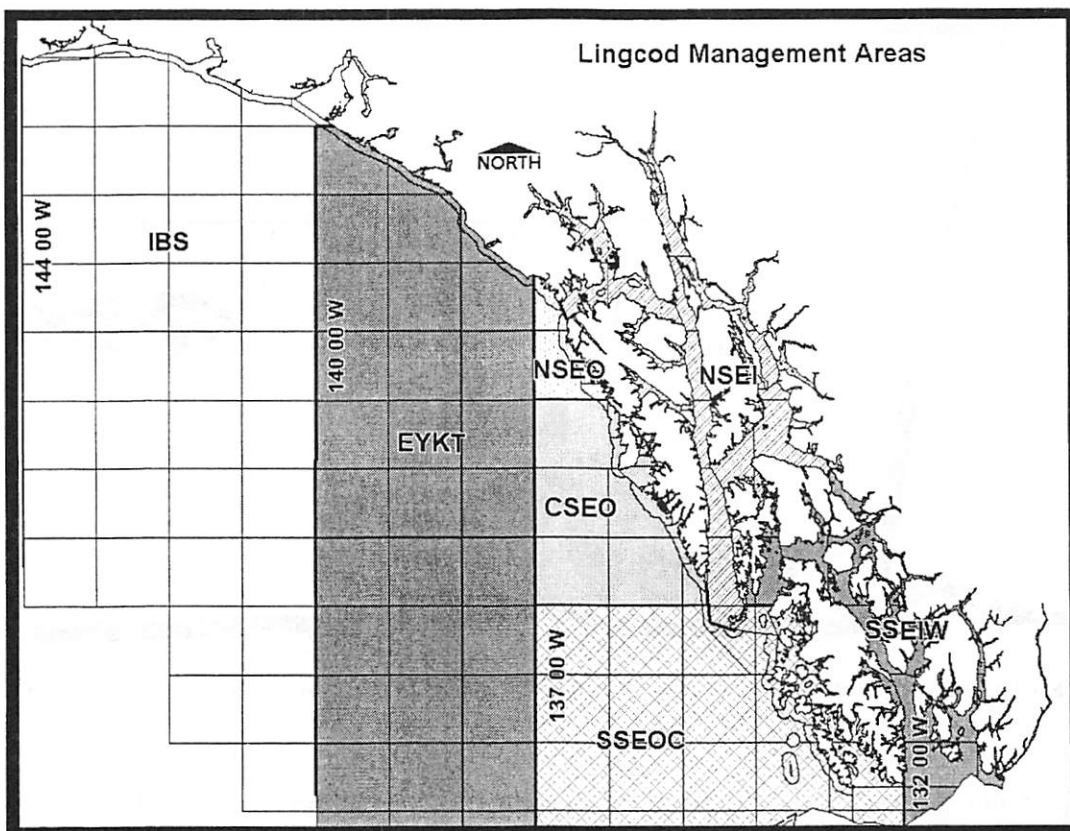 Lingcod Management Areas
NORTH
144 00 W
IBS
140 00 W
NSEO
NSEI
EYKT
CSEO
SSEIW
137 00 W
SSEOC
132 00 W